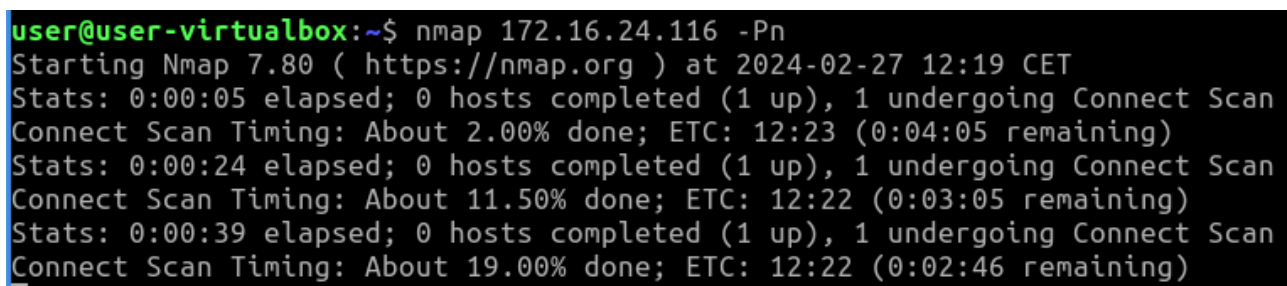 user@user-virtualbox:~$ nmap 172.16.24.116 -Pn
Starting Nmap 7.80 ( https://nmap.org ) at 2024-02-27 12:19 CET
Stats: 0:00:05 elapsed; 0 hosts completed (1 up), 1 undergoing Connect Scan
Connect Scan Timing: About 2.00% done; ETC: 12:23 (0:04:05 remaining)
Stats: 0:00:24 elapsed; 0 hosts completed (1 up), 1 undergoing Connect Scan
Connect Scan Timing: About 11.50% done; ETC: 12:22 (0:03:05 remaining)
Stats: 0:00:39 elapsed; 0 hosts completed (1 up), 1 undergoing Connect Scan
Connect Scan Timing: About 19.00% done; ETC: 12:22 (0:02:46 remaining)